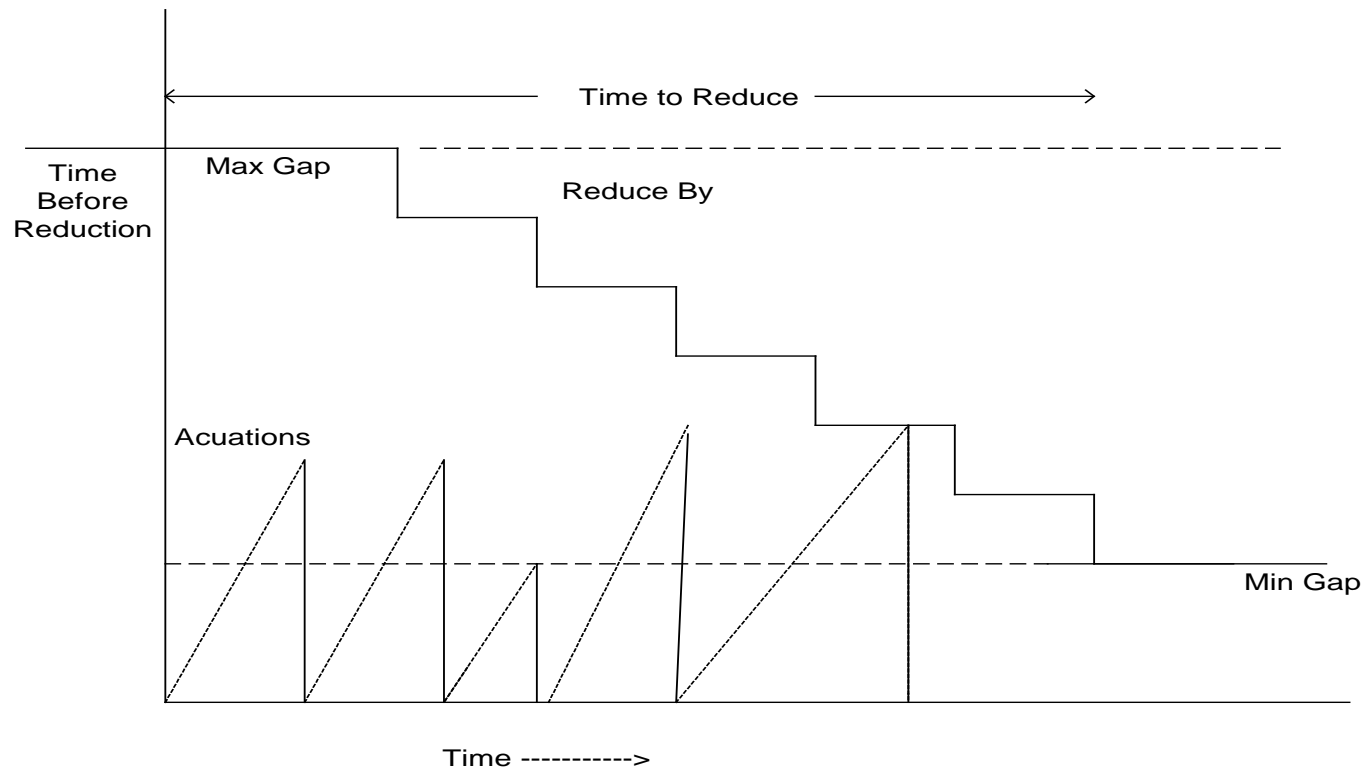 Time to Reduce
Time
Before
Reduction
Max Gap
Reduce By
Acuations
Min Gap
Time ----------->